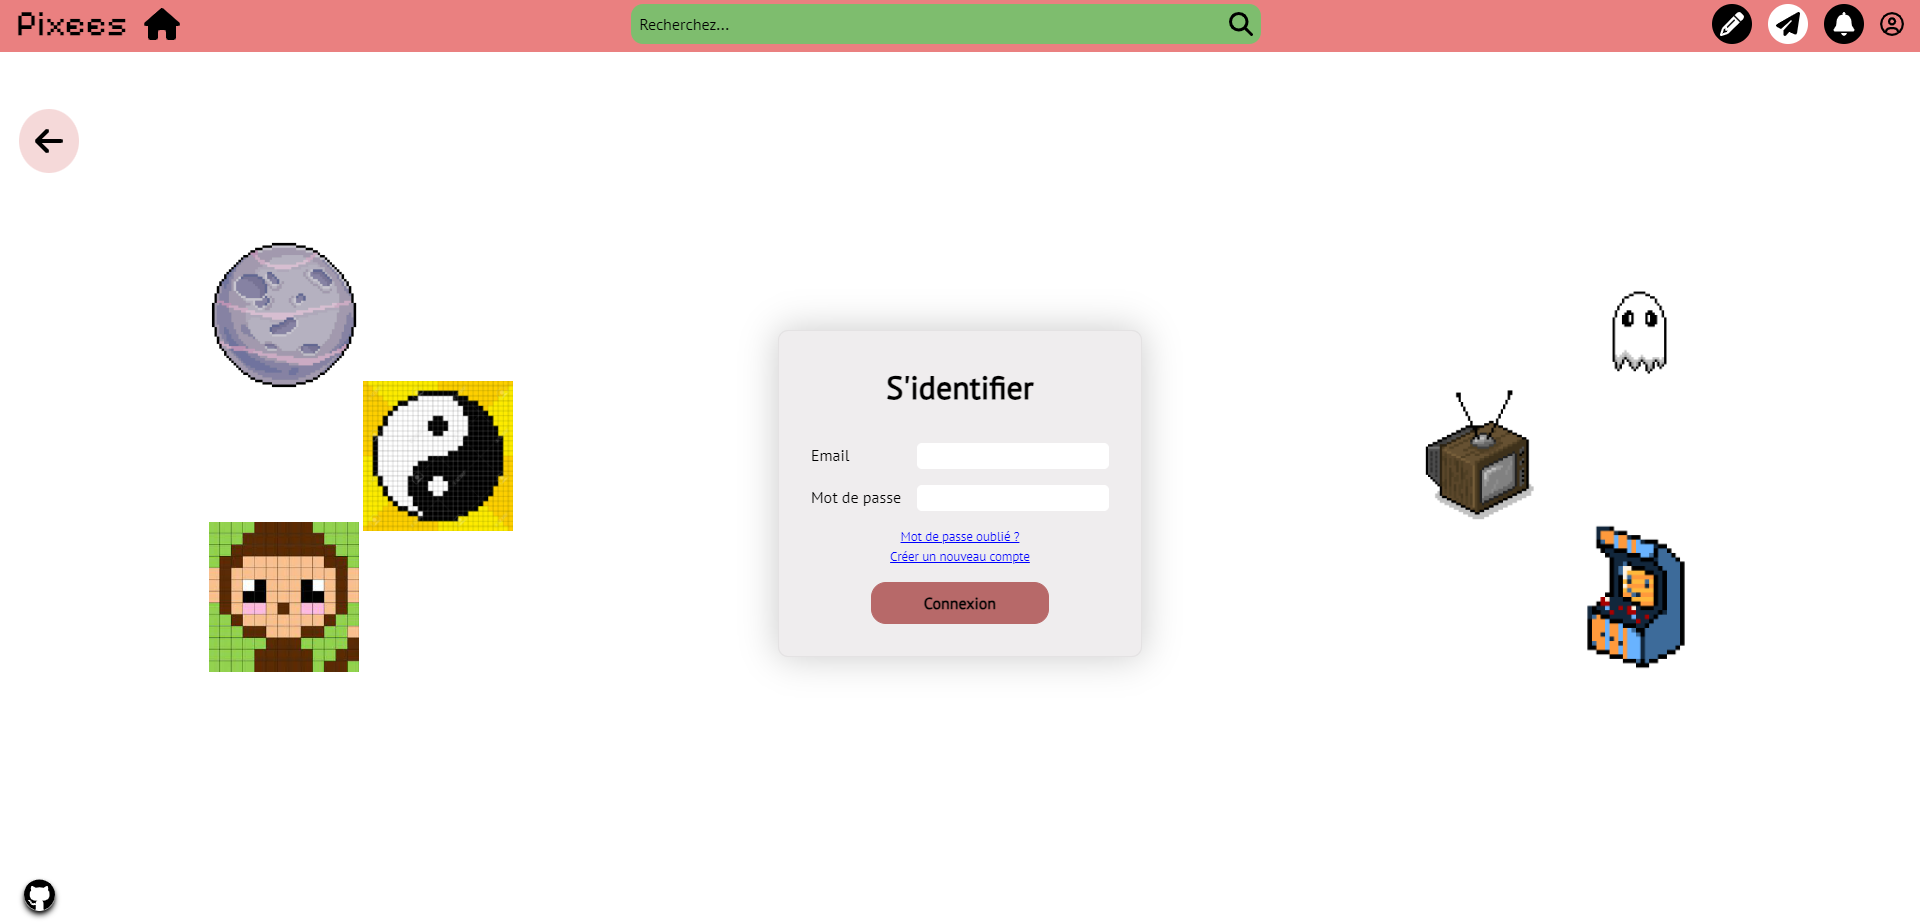 Pixees
Recherchez...
S'identifier
Email
Mot de passe
Mot de passe oublié ?
Créer un nouveau compte
Connexion